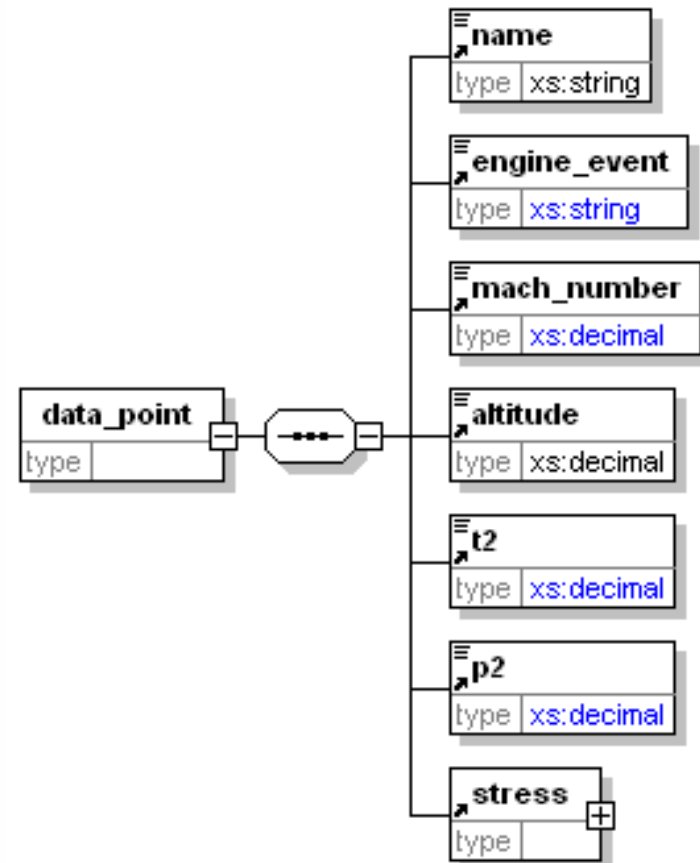 name
type xs:string
engine_event
type xs:string
mach_number
type xs:decimal
data_point
type
altitude
type xs:decimal
t2
type xs:decimal
p2
type xs:decimal
stress
type